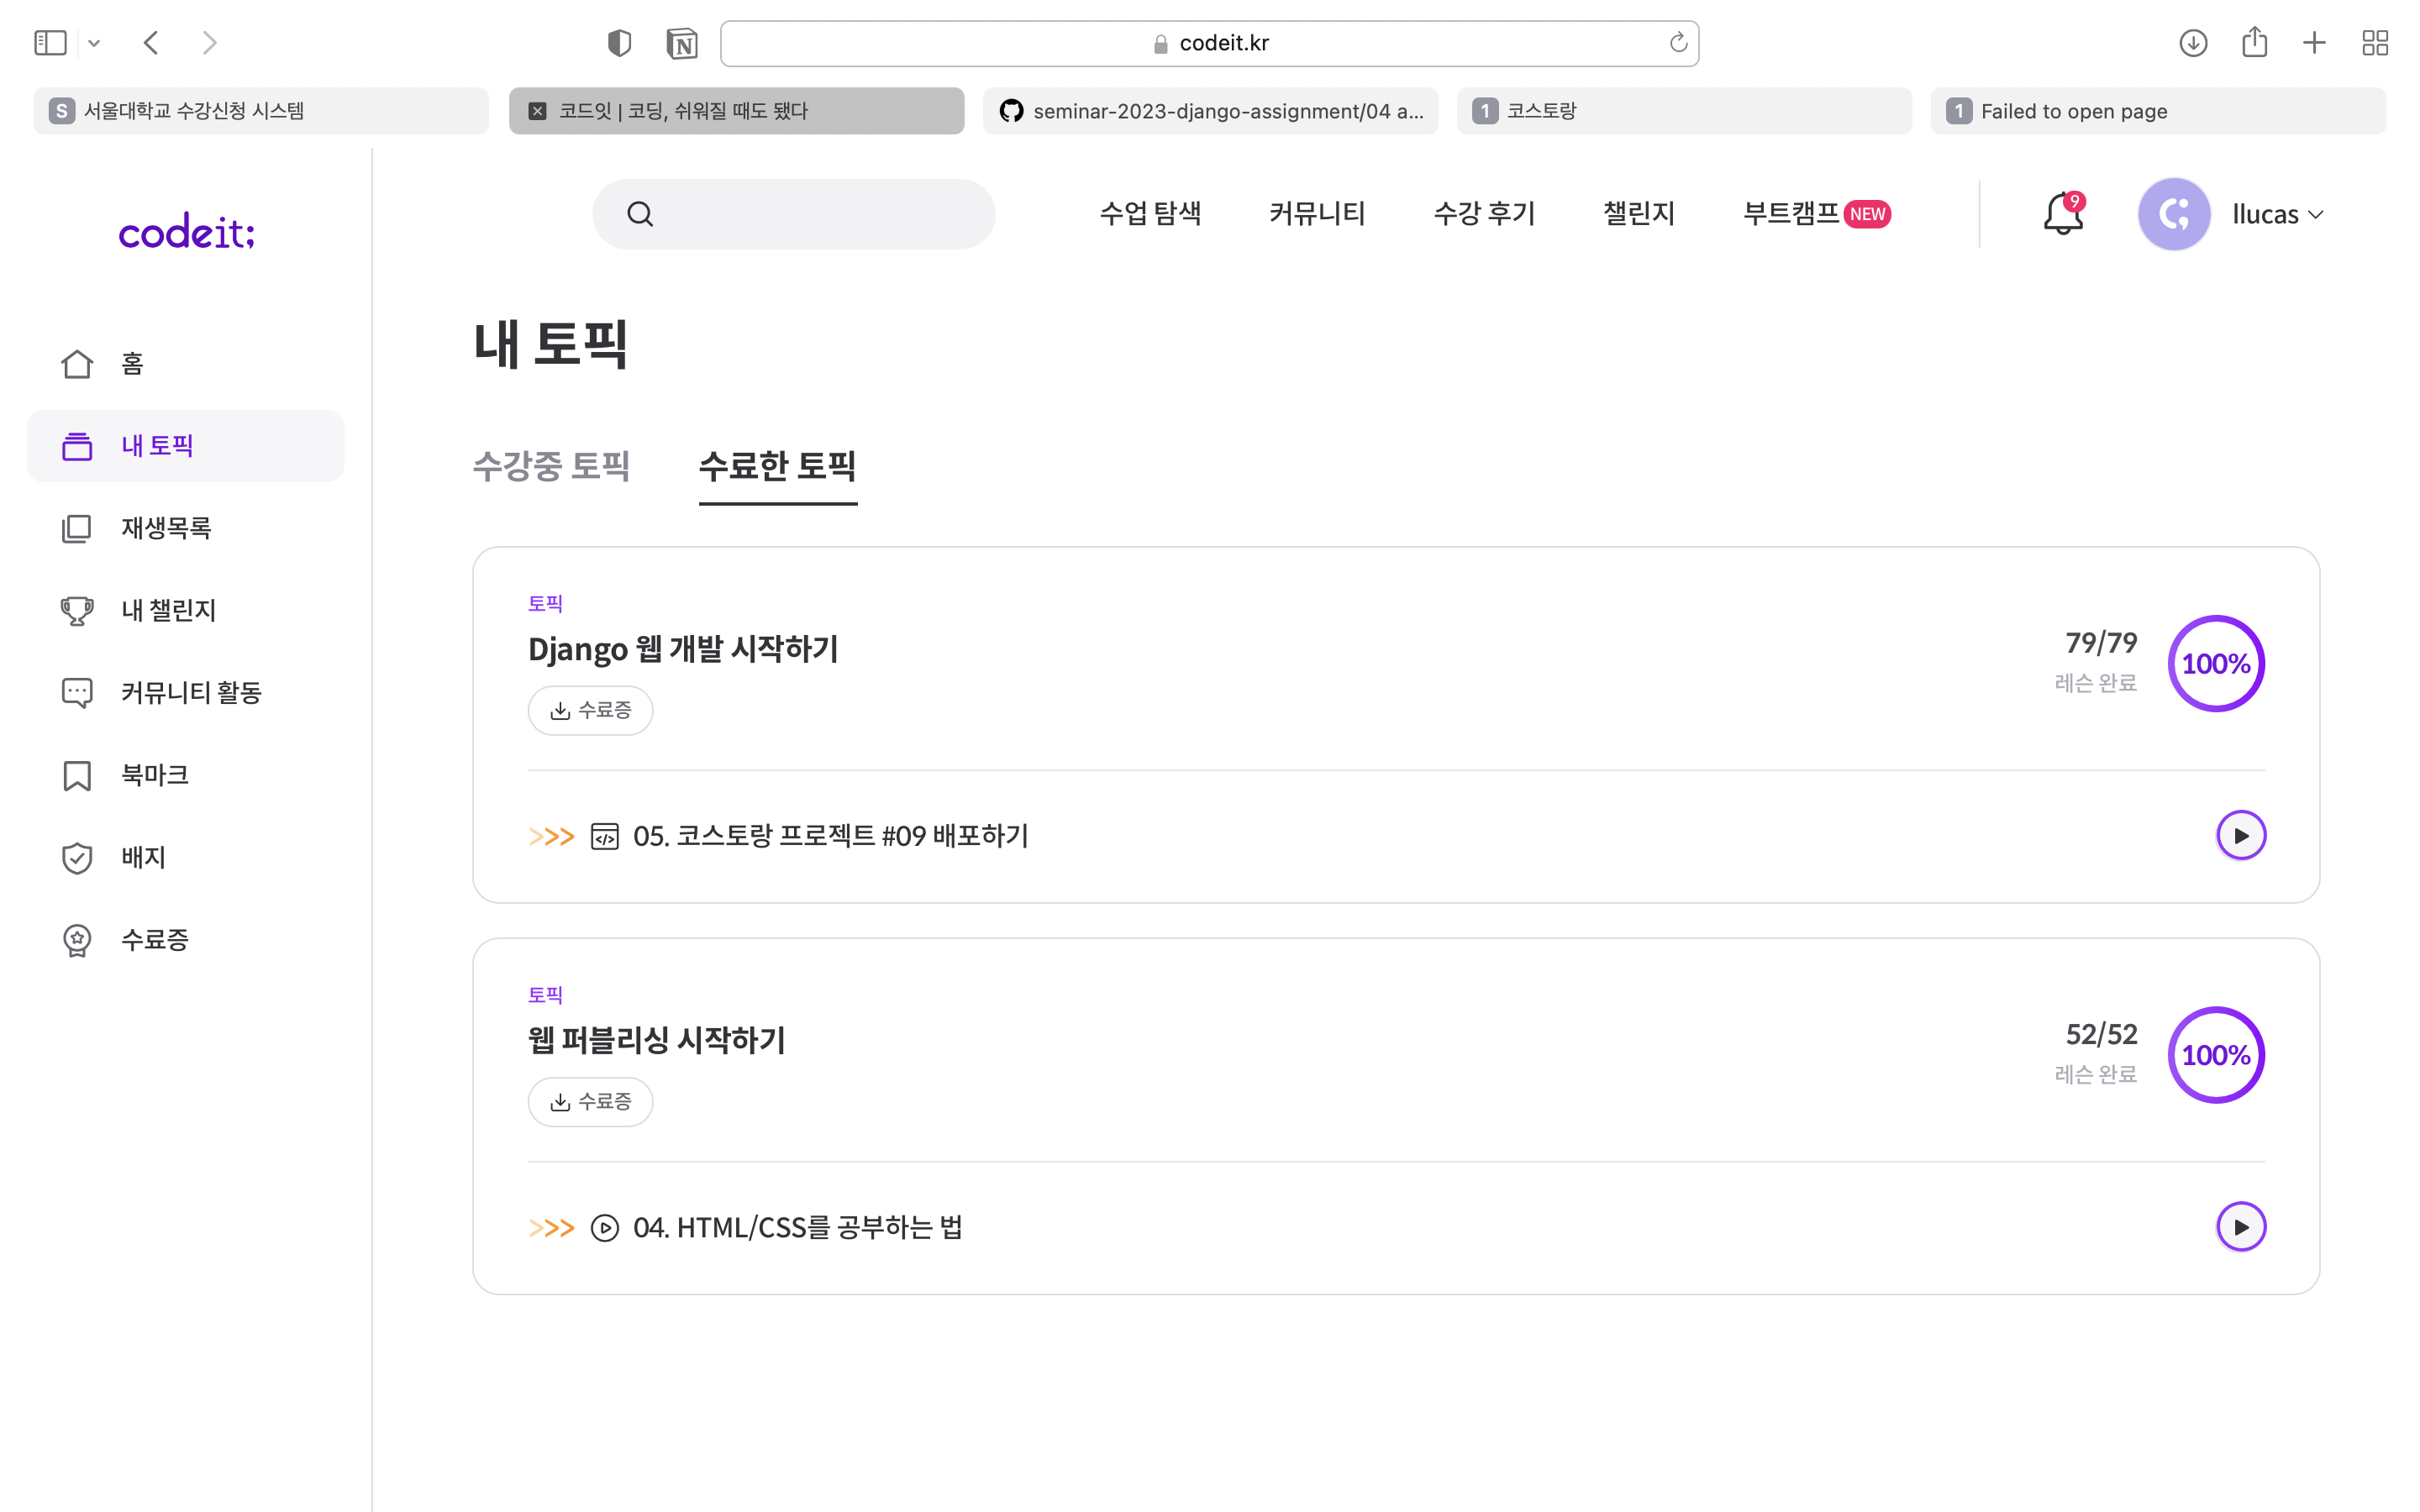 codeit.kr
S 서울대학교 수강신청 시스템
코드잇 | 코딩, 쉬워질 때도 됐다
seminar-2023-django-assignment/04 a...
1 코스토랑
1 Failed to open page
codeit;
수업 탐색
커뮤니티
수강 후기
챌린지
부트캠프 NEW
9
llucas
홈
내 토픽
재생목록
내 챌린지
커뮤니티 활동
북마크
배지
수료증
내 토픽
수강중 토픽
수료한 토픽
토픽
Django 웹 개발 시작하기
수료증
79/79
레슨 완료
100%
>>> 05. 코스토랑 프로젝트 #09 배포하기
토픽
웹 퍼블리싱 시작하기
수료증
52/52
레슨 완료
100%
>>> 04. HTML/CSS를 공부하는 법